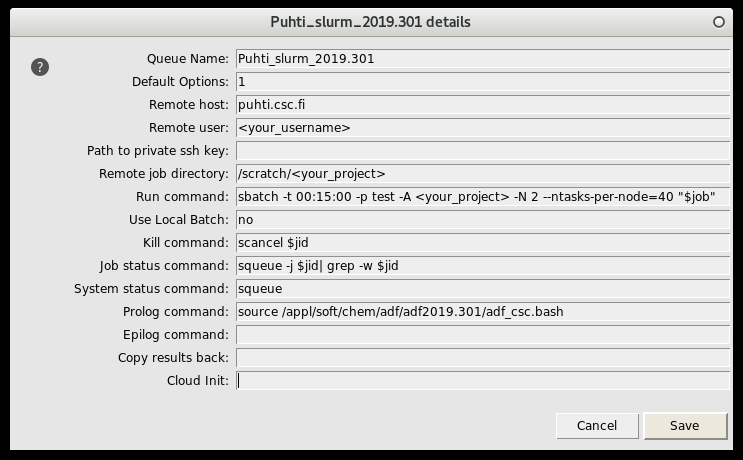 Puhti_slurm_2019.301 details
?
Queue Name: Puhti_slurm_2019.301
Default Options: 1
Remote host: puhti.csc.fi
Remote user: <your_username>
Path to private ssh key:
Remote job directory: /scratch/<your_project>
Run command: sbatch -t 00:15:00 -p test -A <your_project> -N 2 --ntasks-per-node=40 "$job"
Use Local Batch: no
Kill command: scancel $jid
Job status command: squeue -j $jid| grep -w $jid
System status command: squeue
Prolog command: source /appl/soft/chem/adf/adf2019.301/adf_csc.bash
Epilog command:
Copy results back:
Cloud Init:
Cancel Save